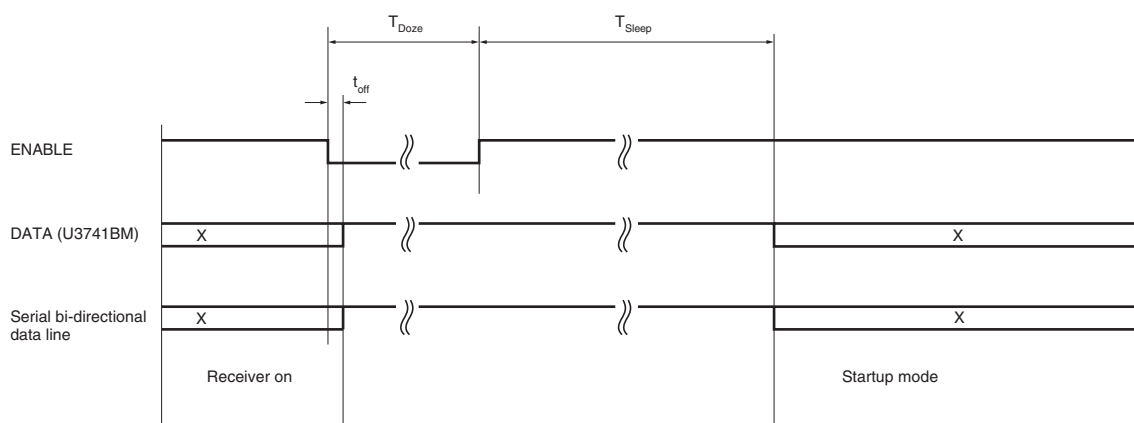 T_Doze T_Sleep
t_off
ENABLE
DATA (U3741BM) X X
Serial bi-directional
data line X X
Receiver on Startup mode